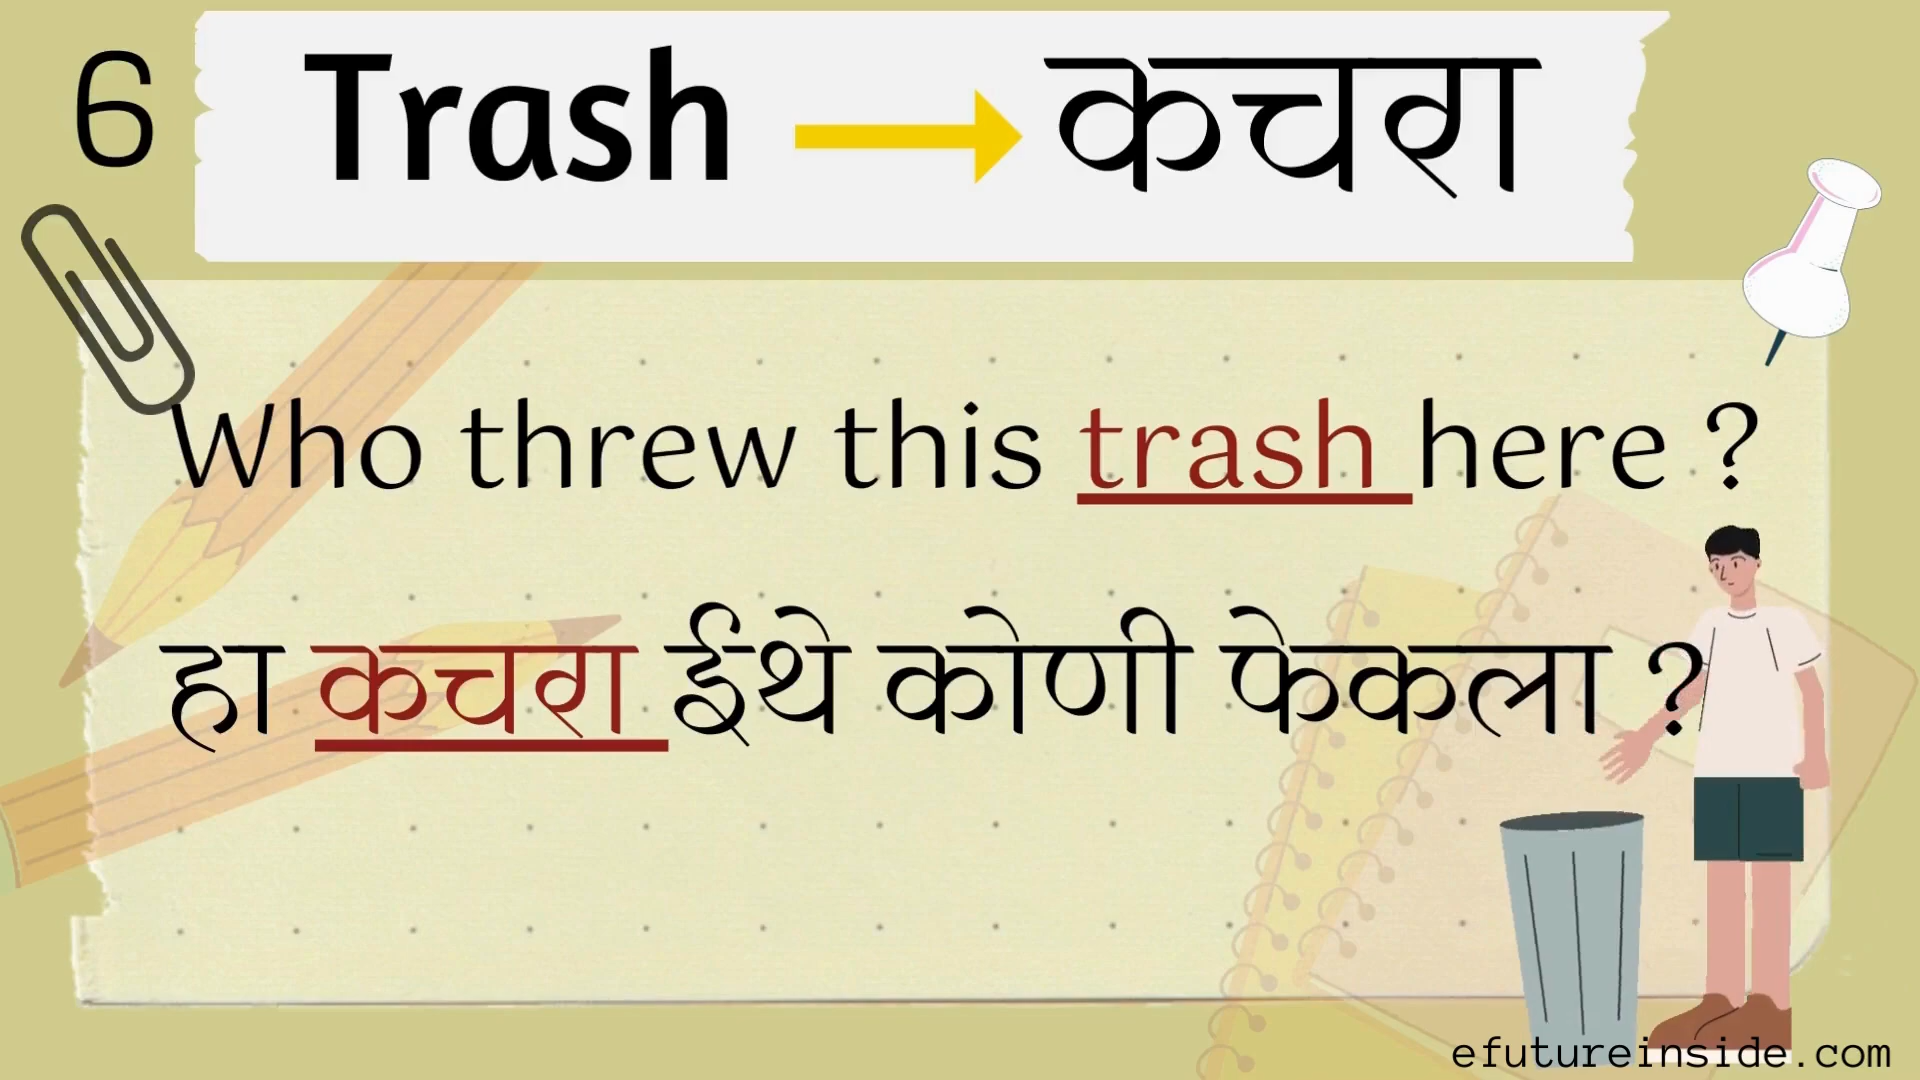 6
Trash → कचरा
Who threw this trash here ?
हा कचरा ईथे कोणी फेकला ?
efutureinside.com